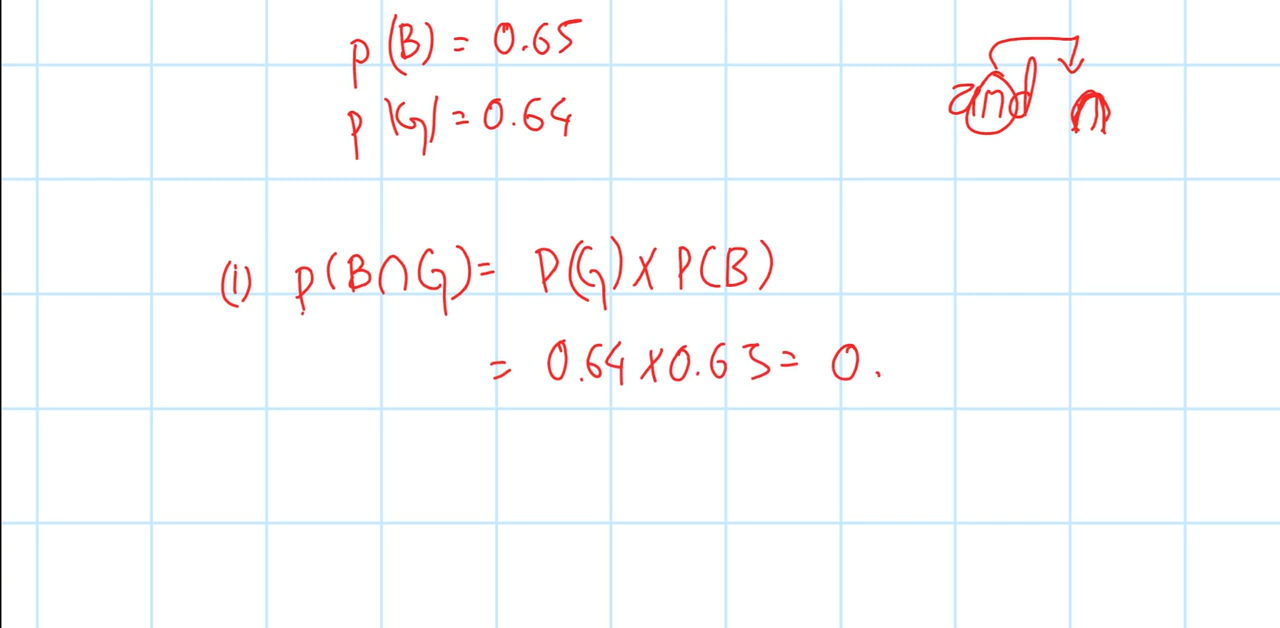 P(B) = 0.65
P(G) = 0.64
and ∩
(i) P(B∩G) = P(G) X P(B)
= 0.64 X 0.65 = 0.